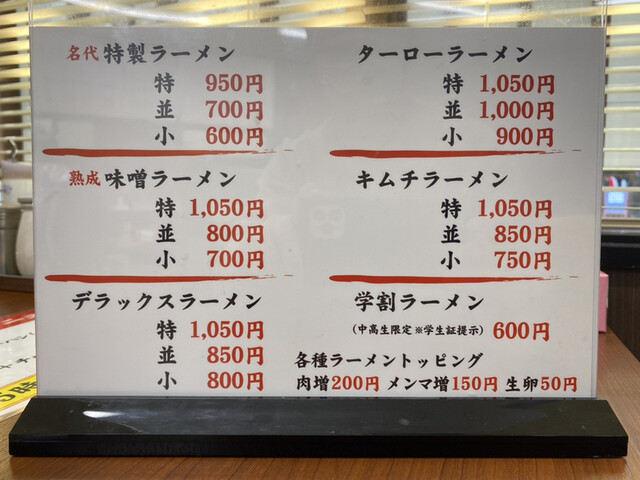 名代 特製ラーメン
特 950円
並 700円
小 600円
熟成 味噌ラーメン
特 1,050円
並 800円
小 700円
デラックスラーメン
特 1,050円
並 850円
小 800円
ターローラーメン
特 1,050円
並 1,000円
小 900円
キムチラーメン
特 1,050円
並 850円
小 750円
学割ラーメン
(中高生限定 ※学生証提示) 600円
各種ラーメントッピング
肉増200円 メンマ増150円 生卵50円